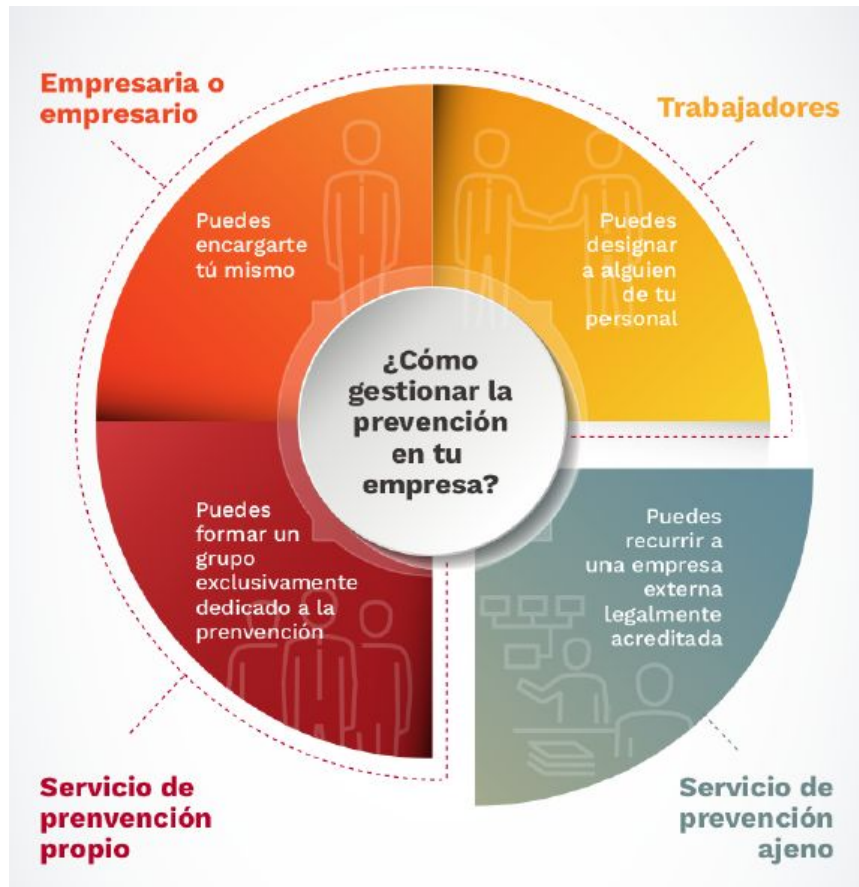 Empresaria o
empresario
Trabajadores
Puedes
encargarte
tú mismo
Puedes
designar
a alguien
de tu
personal
¿Cómo
gestionar la
prevención
en tu
empresa?
Puedes
formar un
grupo
exclusivamente
dedicado a la
prenvención
Puedes
recurrir a
una empresa
externa
legalmente
acreditada
Servicio de
prenvención
propio
Servicio de
prevención
ajeno